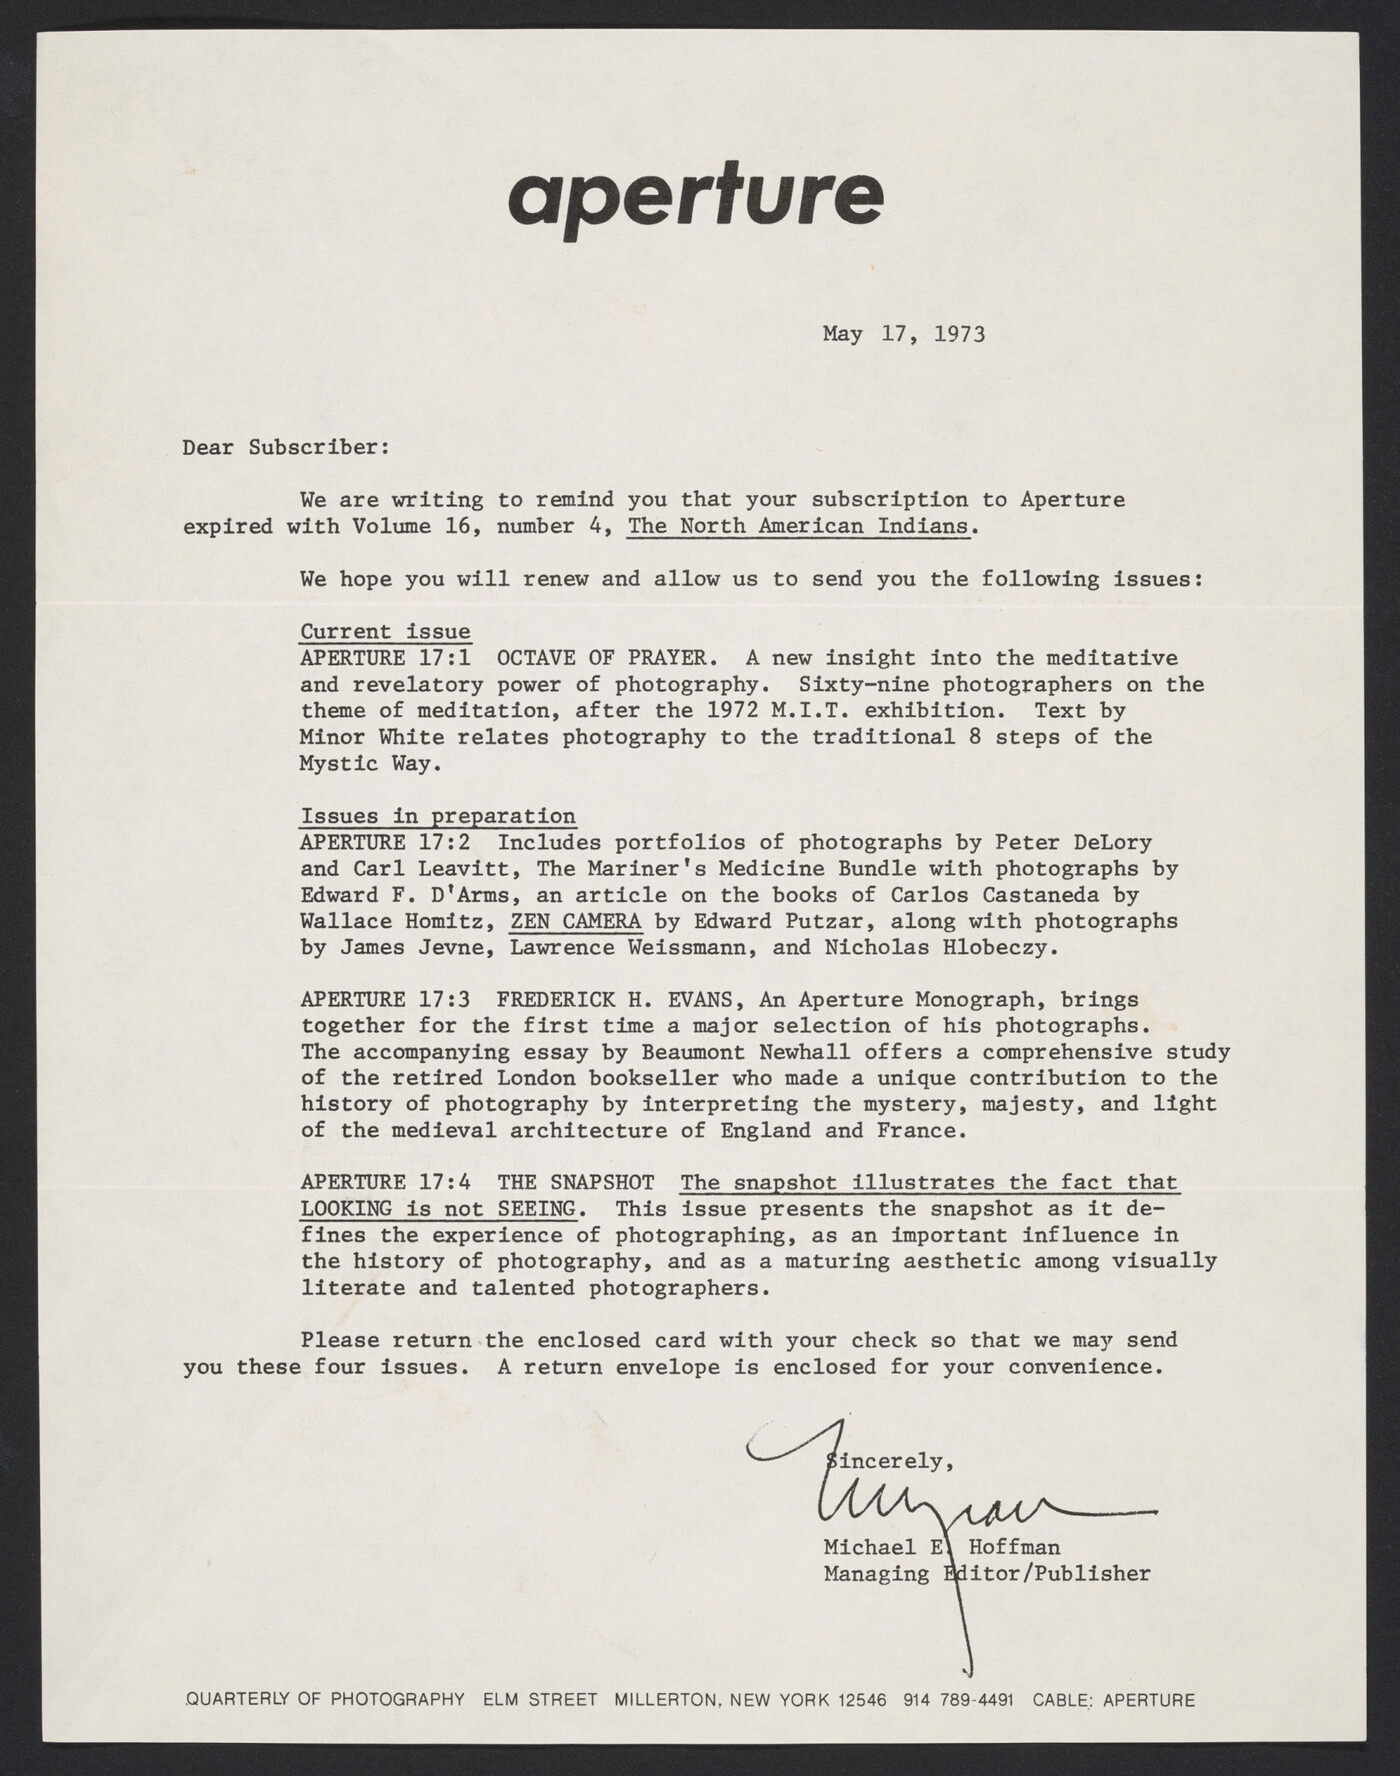 aperture
May 17, 1973
Dear Subscriber:
We are writing to remind you that your subscription to Aperture
expired with Volume 16, number 4, The North American Indians.
We hope you will renew and allow us to send you the following issues:
Current issue
APERTURE 17:1 OCTAVE OF PRAYER. A new insight into the meditative
and revelatory power of photography. Sixty-nine photographers on the
theme of meditation, after the 1972 M.I.T. exhibition. Text by
Minor White relates photography to the traditional 8 steps of the
Mystic Way.
Issues in preparation
APERTURE 17:2 Includes portfolios of photographs by Peter DeLory
and Carl Leavitt, The Mariner's Medicine Bundle with photographs by
Edward F. D'Arms, an article on the books of Carlos Castaneda by
Wallace Homitz, ZEN CAMERA by Edward Putzar, along with photographs
by James Jevne, Lawrence Weissmann, and Nicholas Hlobeczy.
APERTURE 17:3 FREDERICK H. EVANS, An Aperture Monograph, brings
together for the first time a major selection of his photographs.
The accompanying essay by Beaumont Newhall offers a comprehensive study
of the retired London bookseller who made a unique contribution to the
history of photography by interpreting the mystery, majesty, and light
of the medieval architecture of England and France.
APERTURE 17:4 THE SNAPSHOT The snapshot illustrates the fact that
LOOKING is not SEEING. This issue presents the snapshot as it de-
fines the experience of photographing, as an important influence in
the history of photography, and as a maturing aesthetic among visually
literate and talented photographers.
Please return the enclosed card with your check so that we may send
you these four issues. A return envelope is enclosed for your convenience.
Sincerely,
Michael E. Hoffman
Managing Editor/Publisher
QUARTERLY OF PHOTOGRAPHY ELM STREET MILLERTON, NEW YORK 12546 914 789-4491 CABLE: APERTURE